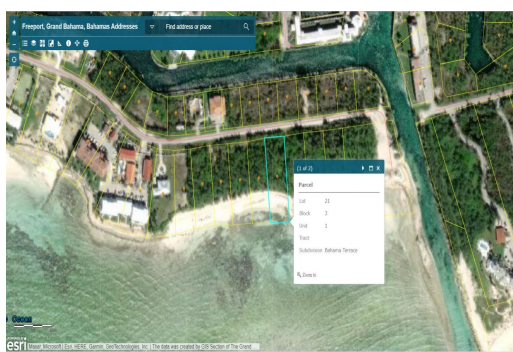 Freeport, Grand Bahama, Bahamas Addresses
Find address or place
(1 of 2)
Parcel
Lot 21
Block 3
Unit 1
Tract
Subdivision Bahama Terrace
Zoom to
Ocean
esri
Maxar, Microsoft | Esri, HERE, Garmin, GeoTechnologies, Inc. | The data was created by GIS Section of The Grand